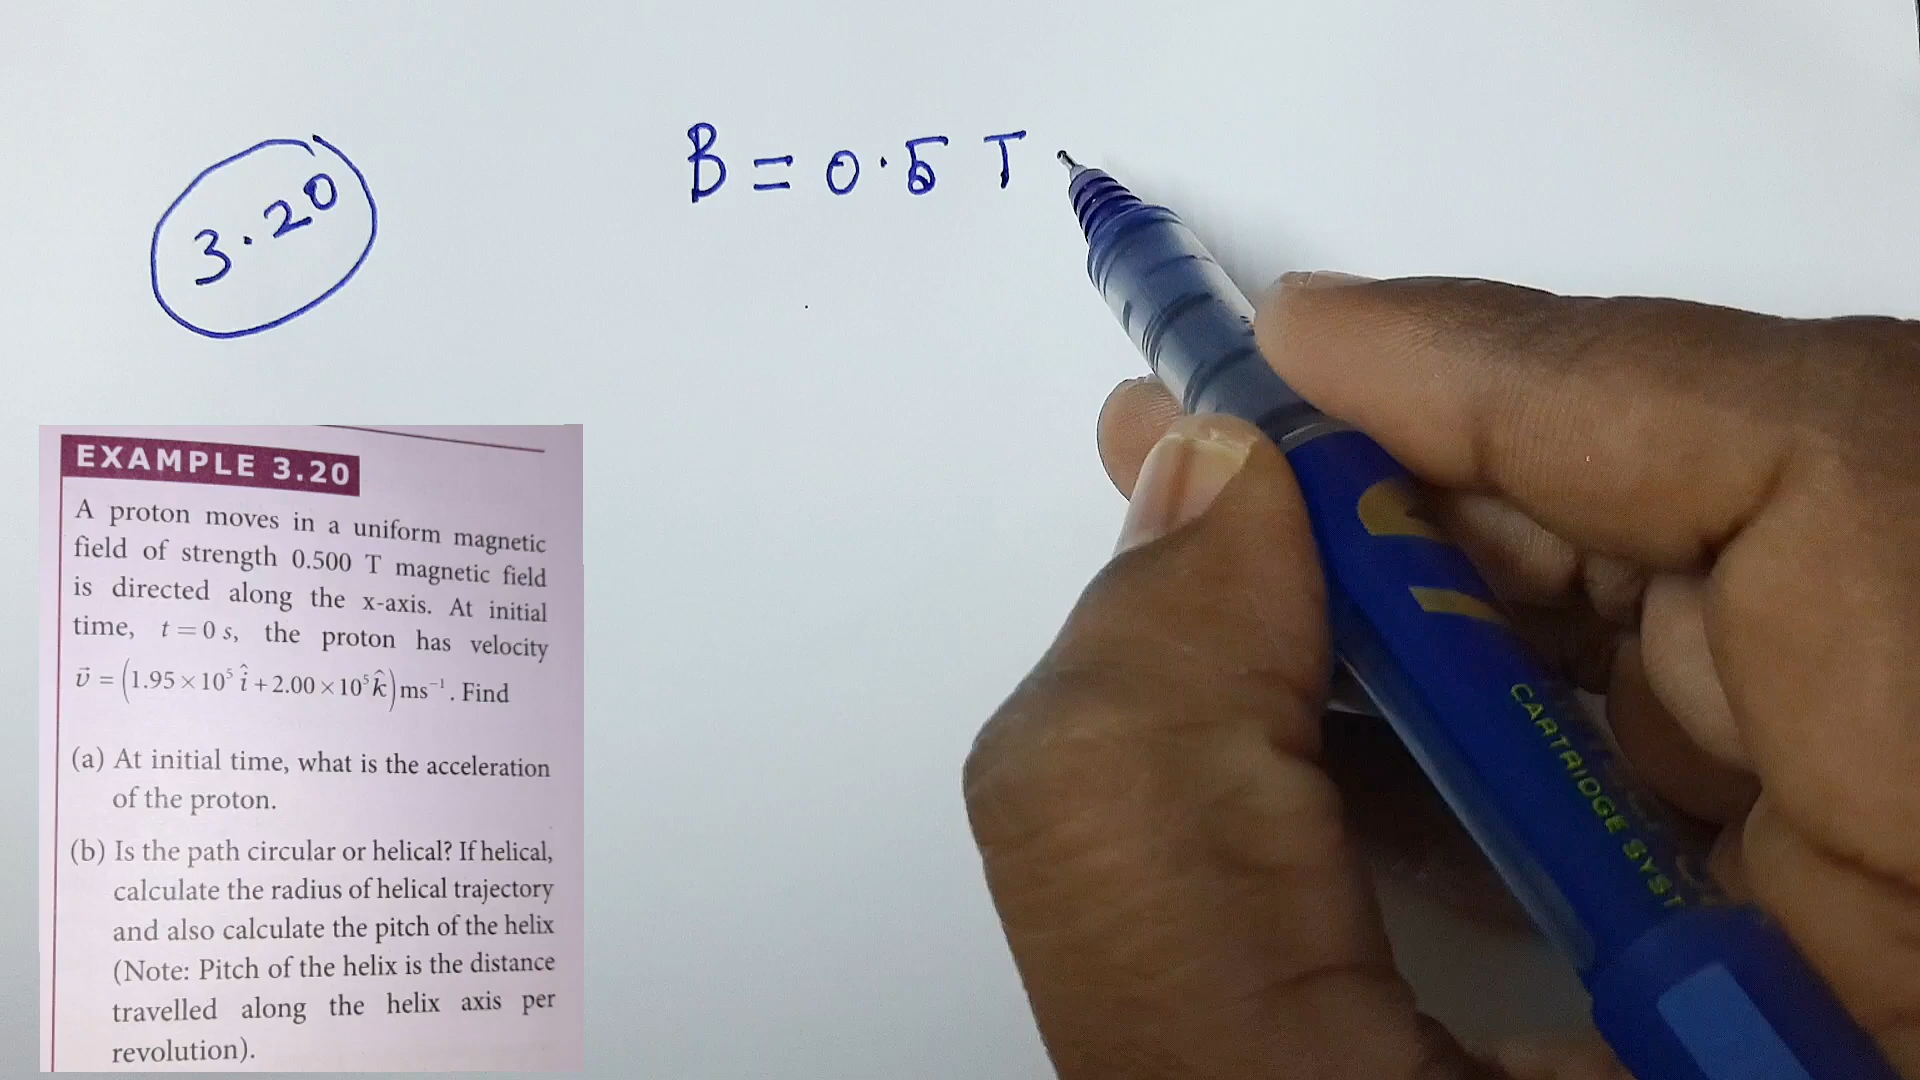 3.20
B = 0.5 T
EXAMPLE 3.20
A proton moves in a uniform magnetic
field of strength 0.500 T magnetic field
is directed along the x-axis. At initial
time, t = 0 s, the proton has velocity
v⃗ = (1.95 × 10⁵ î + 2.00 × 10⁵ k̂) ms⁻¹. Find
(a) At initial time, what is the acceleration
of the proton.
(b) Is the path circular or helical? If helical,
calculate the radius of helical trajectory
and also calculate the pitch of the helix
(Note: Pitch of the helix is the distance
travelled along the helix axis per
revolution).
CARTRIDGE SYST